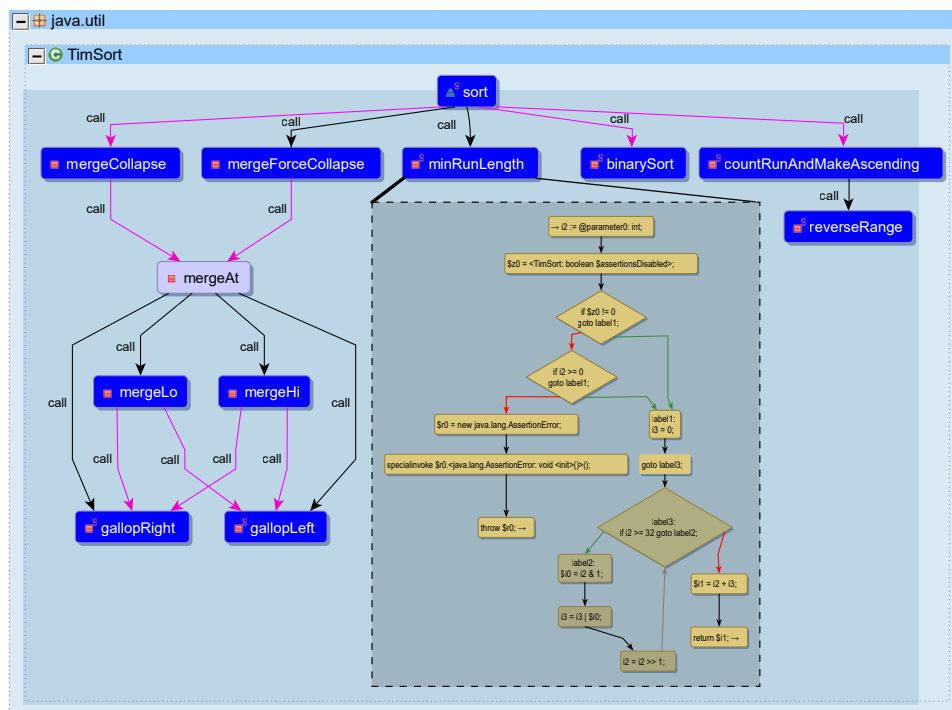 java.util
TimSort
sort
call
call
call
call
call
mergeCollapse
mergeForceCollapse
minRunLength
binarySort
countRunAndMakeAscending
call
call
call
reverseRange
mergeAt
call
call
call
call
mergeLo
mergeHi
call
call
call
call
gallopRight
gallopLeft
→ i2 := @parameter0: int;
$z0 = <TimSort: boolean $assertionsDisabled>;
if $z0 != 0
goto label1;
if i2 >= 0
goto label1;
$r0 = new java.lang.AssertionError;
label1:
i3 = 0;
specialinvoke $r0.<java.lang.AssertionError: void <init>()>();
goto label3;
throw $r0; →
label3:
if i2 >= 32 goto label2;
label2:
$i0 = i2 & 1;
$i1 = i2 + i3;
i3 = i3 | $i0;
return $i1; →
i2 = i2 >> 1;